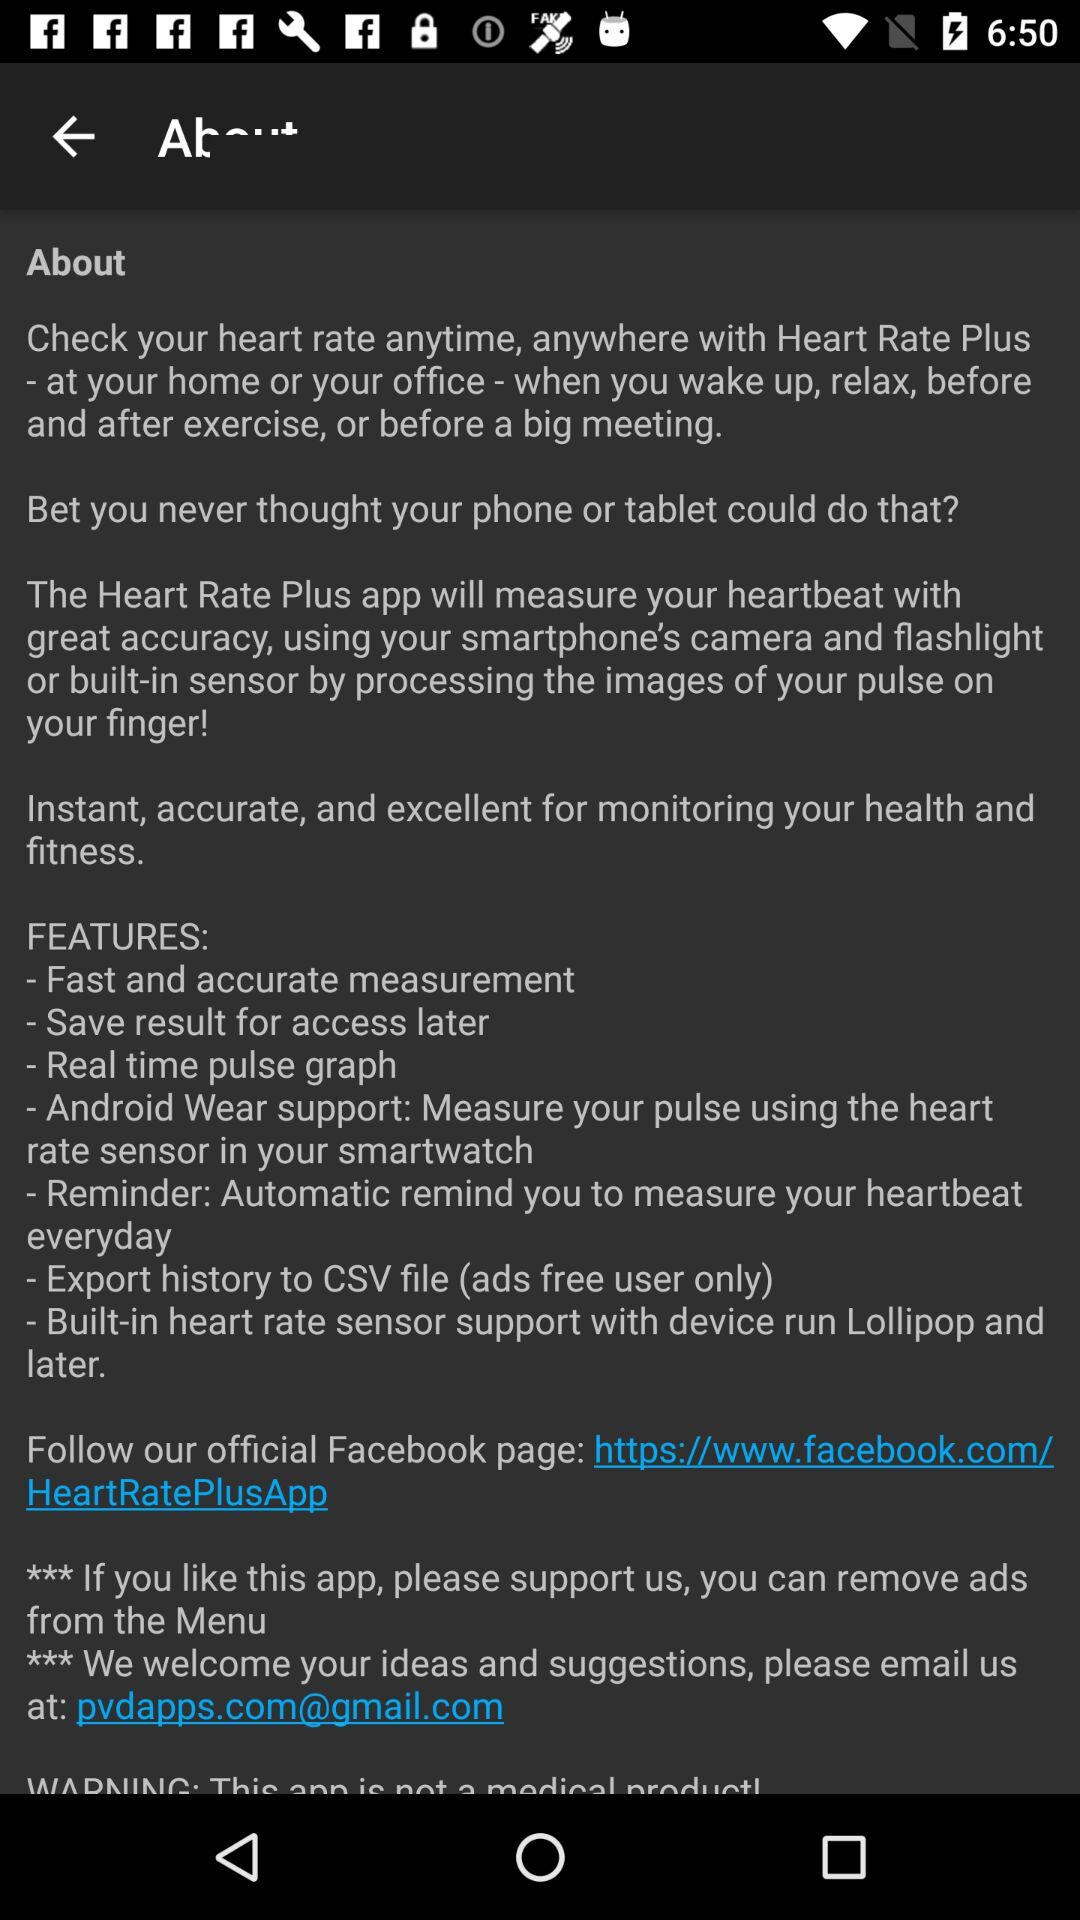 FAKE
6:50
About
About
Check your heart rate anytime, anywhere with Heart Rate Plus
- at your home or your office - when you wake up, relax, before
and after exercise, or before a big meeting.
Bet you never thought your phone or tablet could do that?
The Heart Rate Plus app will measure your heartbeat with
great accuracy, using your smartphone’s camera and flashlight
or built-in sensor by processing the images of your pulse on
your finger!
Instant, accurate, and excellent for monitoring your health and
fitness.
FEATURES:
- Fast and accurate measurement
- Save result for access later
- Real time pulse graph
- Android Wear support: Measure your pulse using the heart
rate sensor in your smartwatch
- Reminder: Automatic remind you to measure your heartbeat
everyday
- Export history to CSV file (ads free user only)
- Built-in heart rate sensor support with device run Lollipop and
later.
Follow our official Facebook page: https://www.facebook.com/
HeartRatePlusApp
*** If you like this app, please support us, you can remove ads
from the Menu
*** We welcome your ideas and suggestions, please email us
at: pvdapps.com@gmail.com
WARNING: This app is not a medical product!